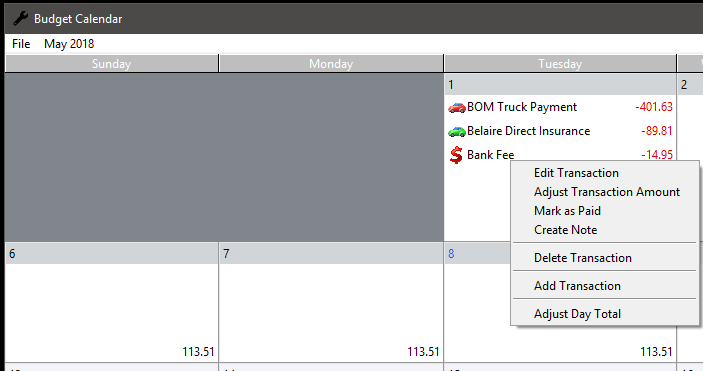 Budget Calendar
File May 2018
Sunday Monday Tuesday
1 2
BOM Truck Payment -401.63
Belaire Direct Insurance -89.81
Bank Fee -14.95
Edit Transaction
Adjust Transaction Amount
Mark as Paid
Create Note
Delete Transaction
Add Transaction
Adjust Day Total
6 7 8
113.51 113.51 113.51